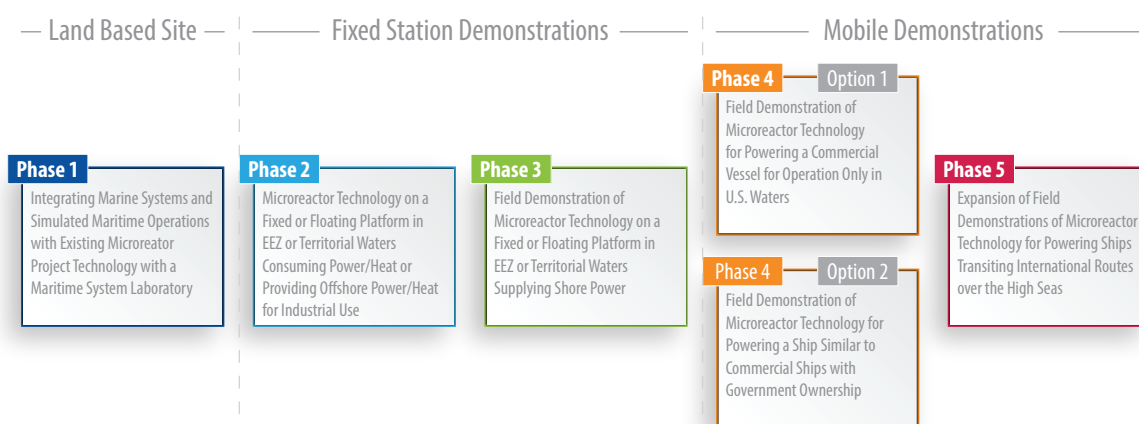 Land Based Site
Fixed Station Demonstrations
Mobile Demonstrations
Phase 1
Integrating Marine Systems and
Simulated Maritime Operations
with Existing Microreator
Project Technology with a
Maritime System Laboratory
Phase 2
Microreactor Technology on a
Fixed or Floating Platform in
EEZ or Territorial Waters
Consuming Power/Heat or
Providing Offshore Power/Heat
for Industrial Use
Phase 3
Field Demonstration of
Microreactor Technology on a
Fixed or Floating Platform in
EEZ or Territorial Waters
Supplying Shore Power
Phase 4 Option 1
Field Demonstration of
Microreactor Technology
for Powering a Commercial
Vessel for Operation Only in
U.S. Waters
Phase 4 Option 2
Field Demonstration of
Microreactor Technology for
Powering a Ship Similar to
Commercial Ships with
Government Ownership
Phase 5
Expansion of Field
Demonstrations of Microreactor
Technology for Powering Ships
Transiting International Routes
over the High Seas